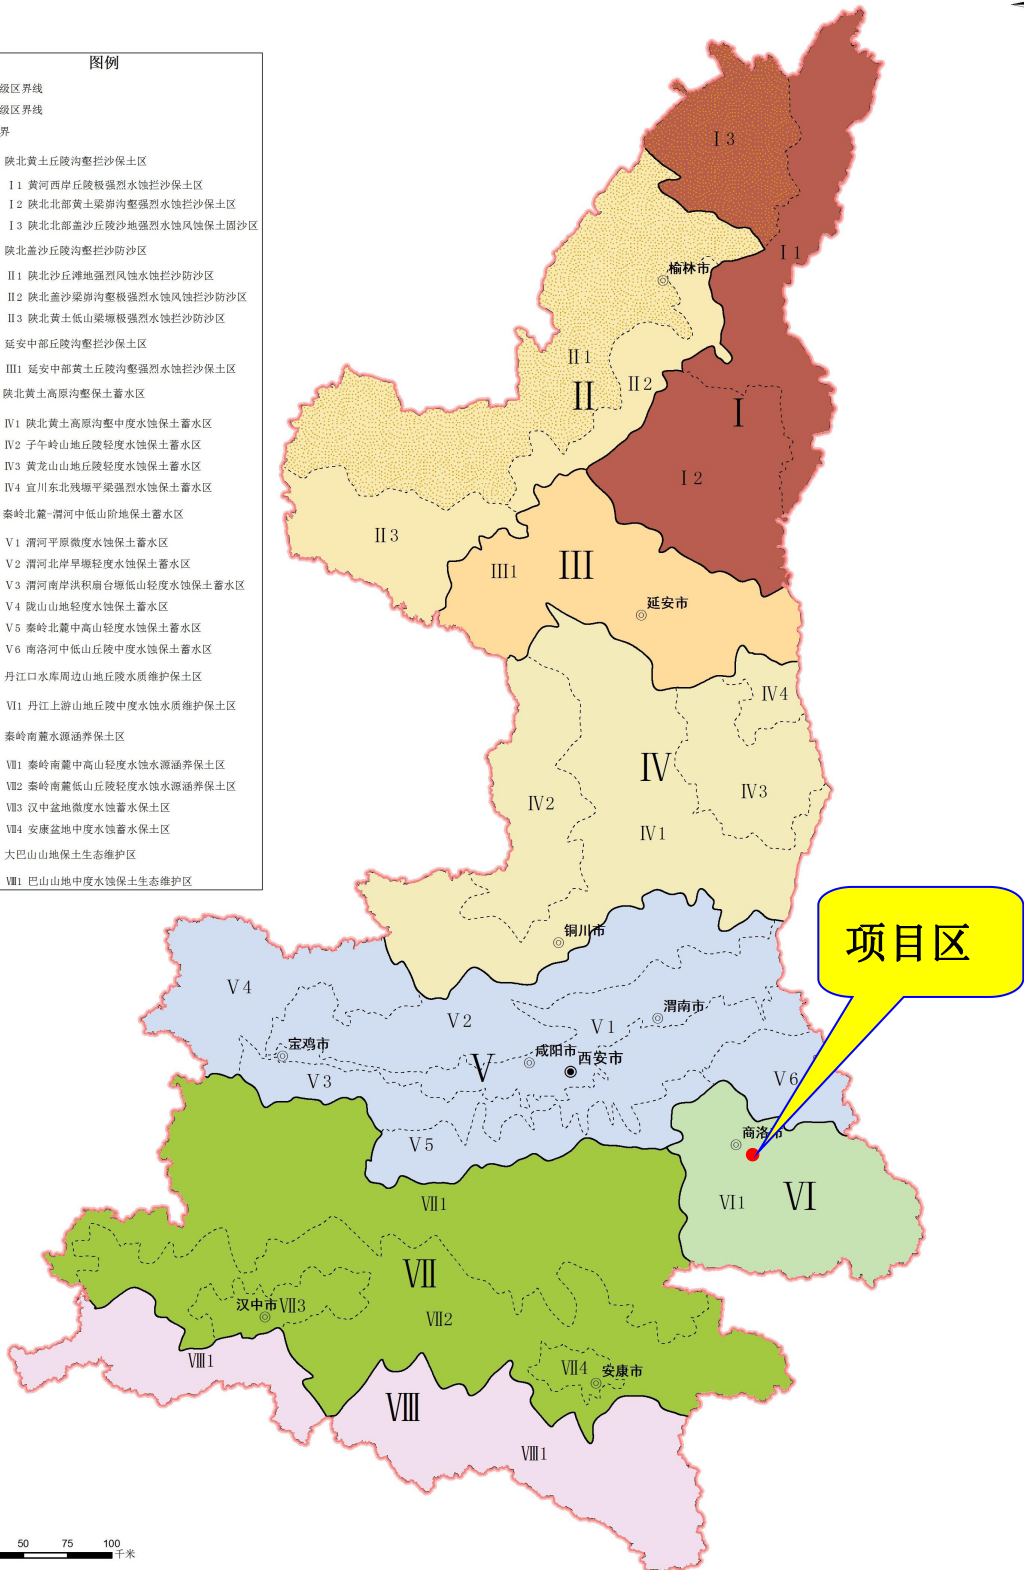 图例
级区界线
级区界线
界
陕北黄土丘陵沟壑拦沙保土区
Ⅰ1 黄河西岸丘陵极强烈水蚀拦沙保土区
Ⅰ2 陕北北部黄土梁峁沟壑强烈水蚀拦沙保土区
Ⅰ3 陕北北部盖沙丘陵沙地强烈水蚀风蚀保土固沙区
陕北盖沙丘陵沟壑拦沙防沙区
Ⅱ1 陕北沙丘滩地强烈风蚀水蚀拦沙防沙区
Ⅱ2 陕北盖沙梁峁沟壑极强烈水蚀风蚀拦沙防沙区
Ⅱ3 陕北黄土低山梁塬极强烈水蚀拦沙防沙区
延安中部丘陵沟壑拦沙保土区
Ⅲ1 延安中部黄土丘陵沟壑强烈水蚀拦沙保土区
陕北黄土高原沟壑保土蓄水区
Ⅳ1 陕北黄土高原沟壑中度水蚀保土蓄水区
Ⅳ2 子午岭山地丘陵轻度水蚀保土蓄水区
Ⅳ3 黄龙山山地丘陵轻度水蚀保土蓄水区
Ⅳ4 宜川东北残塬平梁强烈水蚀保土蓄水区
秦岭北麓-渭河中低山阶地保土蓄水区
Ⅴ1 渭河平原微度水蚀保土蓄水区
Ⅴ2 渭河北岸旱塬轻度水蚀保土蓄水区
Ⅴ3 渭河南岸洪积扇台塬低山轻度水蚀保土蓄水区
Ⅴ4 陇山山地轻度水蚀保土蓄水区
Ⅴ5 秦岭北麓中高山轻度水蚀保土蓄水区
Ⅴ6 南洛河中低山丘陵中度水蚀保土蓄水区
丹江口水库周边山地丘陵水质维护保土区
Ⅵ1 丹江上游山地丘陵中度水蚀水质维护保土区
秦岭南麓水源涵养保土区
Ⅶ1 秦岭南麓中高山轻度水蚀水源涵养保土区
Ⅶ2 秦岭南麓低山丘陵轻度水蚀水源涵养保土区
Ⅶ3 汉中盆地微度水蚀蓄水保土区
Ⅶ4 安康盆地中度水蚀蓄水保土区
大巴山山地保土生态维护区
Ⅷ1 巴山山地中度水蚀保土生态维护区
Ⅰ3
Ⅰ1
榆林市
Ⅱ1
Ⅱ2
Ⅱ
Ⅰ
Ⅰ2
Ⅱ3
Ⅲ1
Ⅲ
延安市
Ⅳ4
Ⅳ
Ⅳ3
Ⅳ2
Ⅳ1
铜川市
项目区
Ⅴ4
Ⅴ2
Ⅴ1
渭南市
宝鸡市
咸阳市
西安市
Ⅴ
Ⅴ3
Ⅴ6
Ⅴ5
商洛市
Ⅵ1
Ⅵ
Ⅶ1
Ⅶ
汉中市
Ⅶ3
Ⅶ2
Ⅷ1
Ⅶ4
安康市
Ⅷ
Ⅷ1
50 75 100
千米